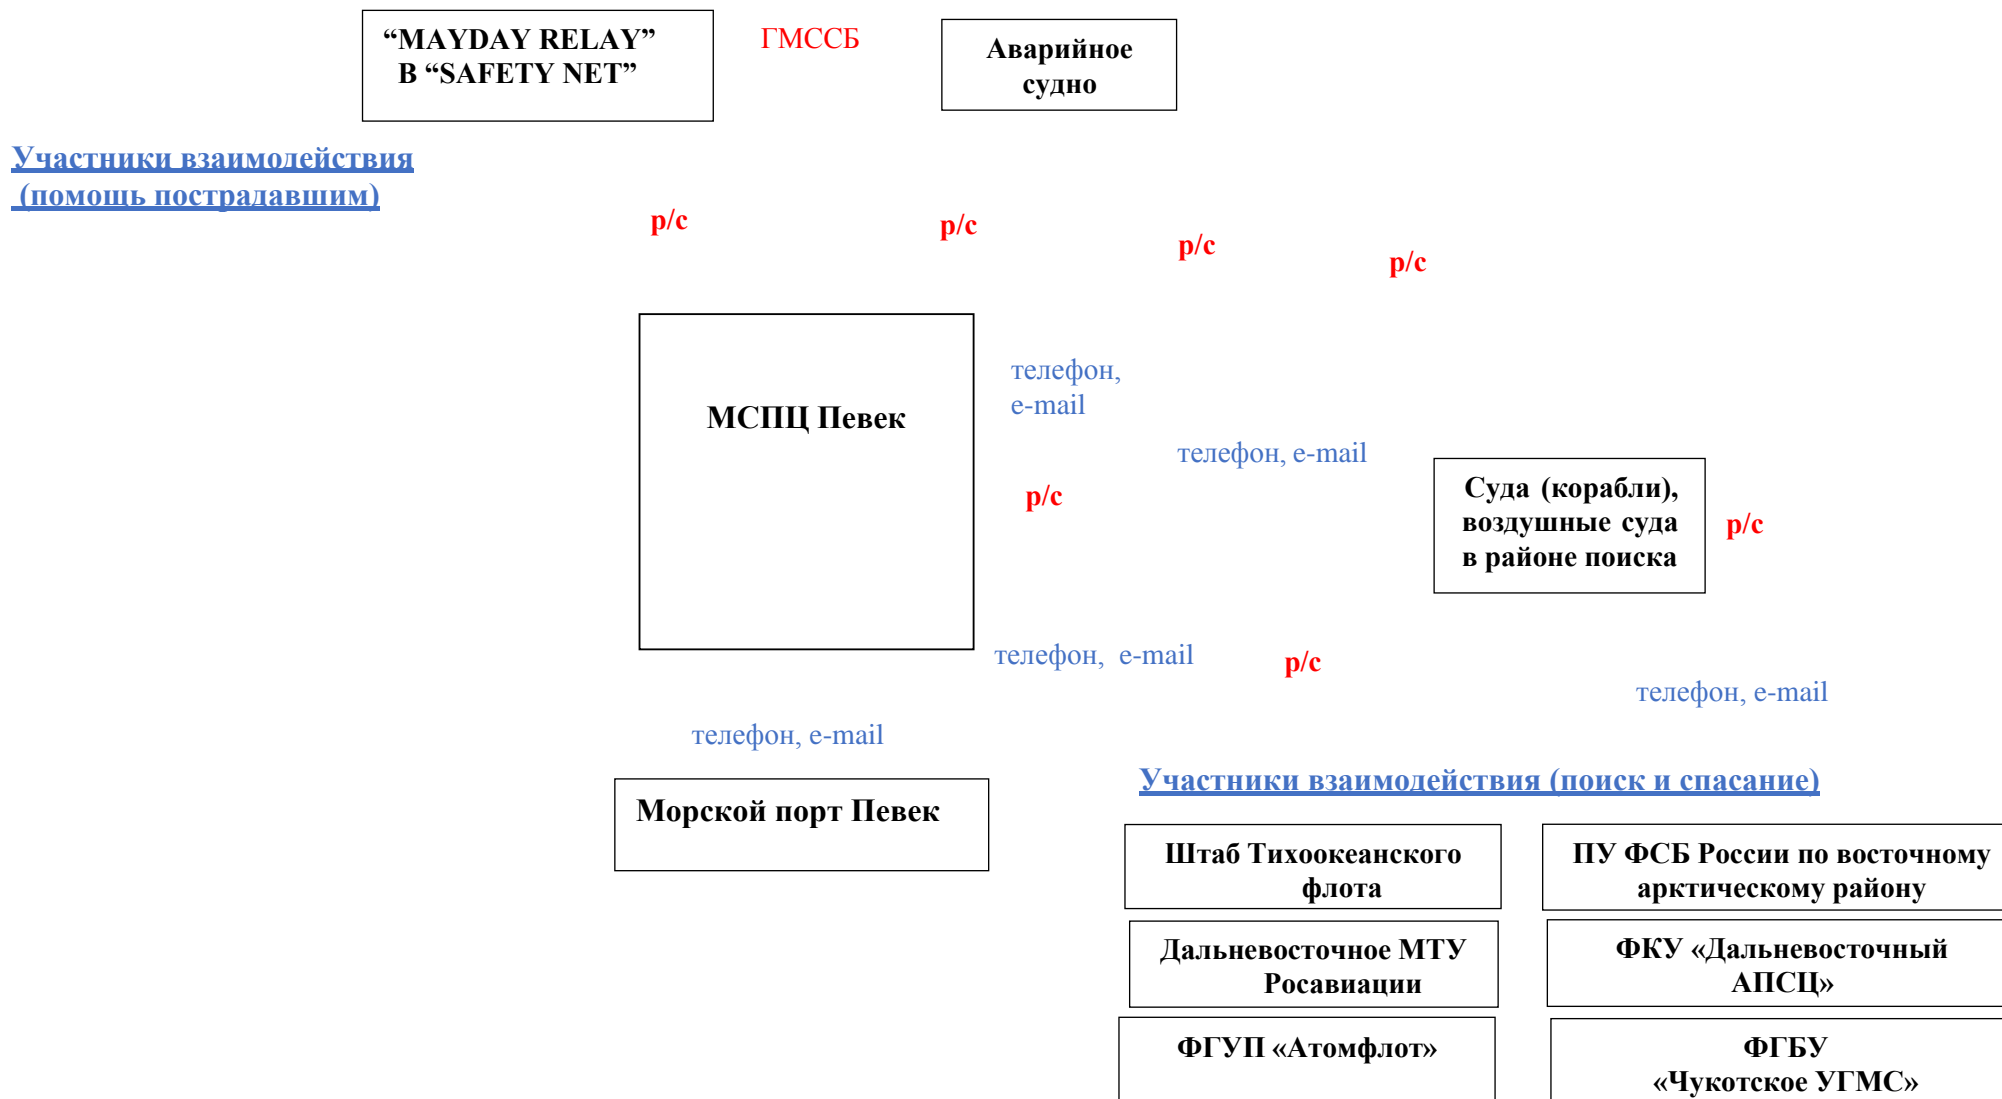 “MAYDAY RELAY”
В “SAFETY NET”
ГМССБ
Аварийное
судно
Участники взаимодействия
(помощь пострадавшим)
р/с
р/с
р/с
р/с
МСПЦ Певек
телефон,
e-mail
телефон, e-mail
р/с
Суда (корабли),
воздушные суда
в районе поиска
р/с
телефон, e-mail
р/с
телефон, e-mail
телефон, e-mail
Морской порт Певек
Участники взаимодействия (поиск и спасание)
Штаб Тихоокеанского
флота
ПУ ФСБ России по восточному
арктическому району
Дальневосточное МТУ
Росавиации
ФКУ «Дальневосточный
АПСЦ»
ФГУП «Атомфлот»
ФГБУ
«Чукотское УГМС»